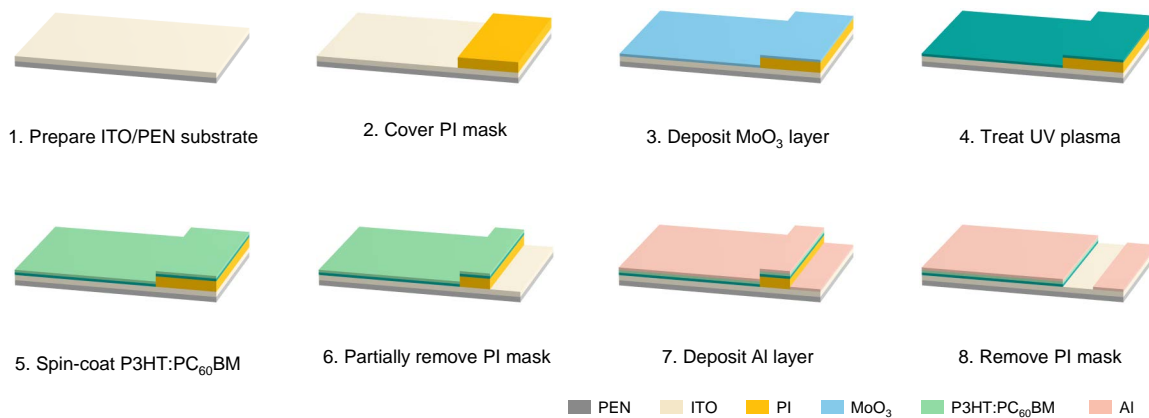 1. Prepare ITO/PEN substrate
2. Cover PI mask
3. Deposit MoO₃ layer
4. Treat UV plasma
5. Spin-coat P3HT:PC₆₀BM
6. Partially remove PI mask
7. Deposit Al layer
8. Remove PI mask
PEN ITO PI MoO₃ P3HT:PC₆₀BM Al